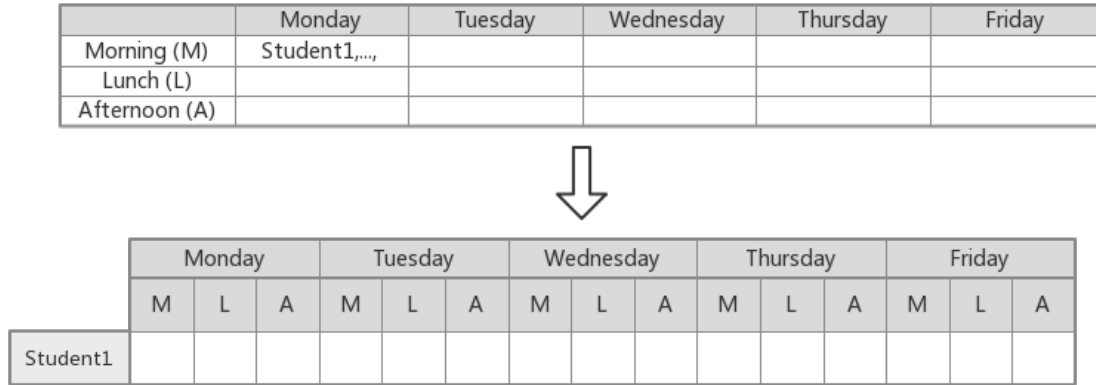 Monday Tuesday Wednesday Thursday Friday
Morning (M) Student1,...,
Lunch (L)
Afternoon (A)
Monday Tuesday Wednesday Thursday Friday
M L A M L A M L A M L A M L A
Student1